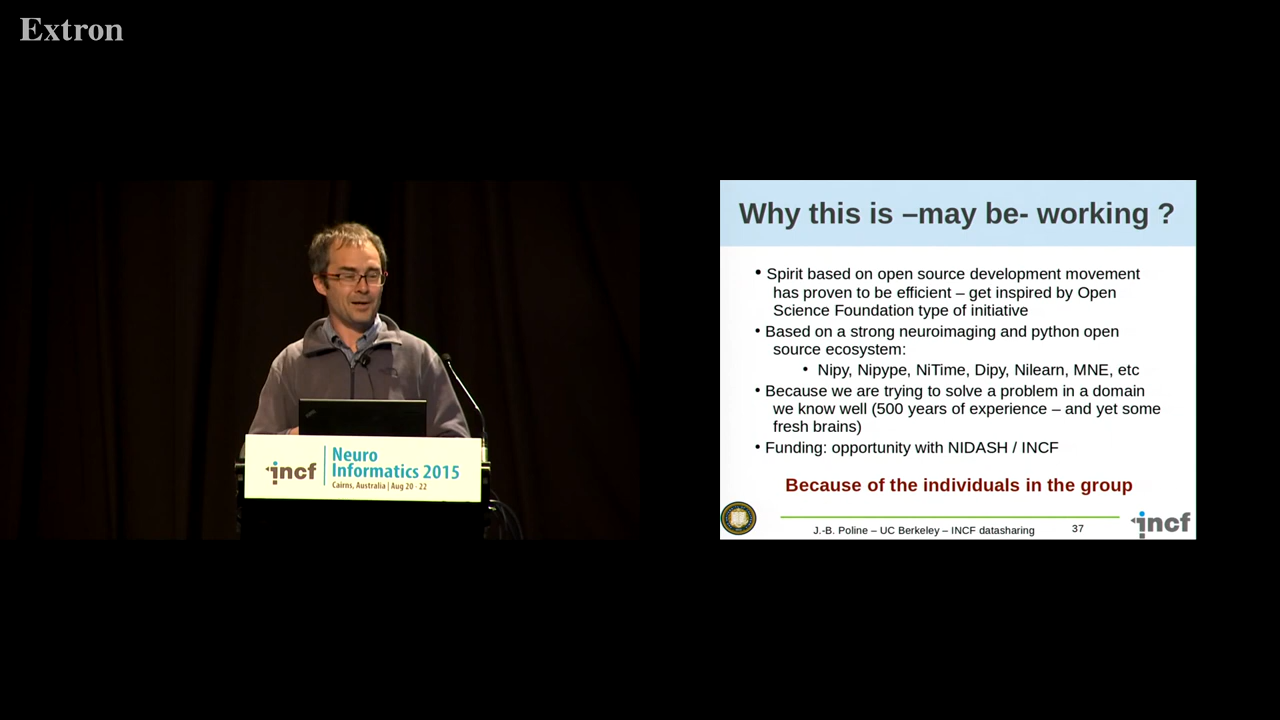 Extron
Why this is –may be- working ?
• Spirit based on open source development movement
has proven to be efficient – get inspired by Open
Science Foundation type of initiative
• Based on a strong neuroimaging and python open
source ecosystem:
• Nipy, Nipype, NiTime, Dipy, Nilearn, MNE, etc
• Because we are trying to solve a problem in a domain
we know well (500 years of experience – and yet some
fresh brains)
• Funding: opportunity with NIDASH / INCF
Because of the individuals in the group
J.-B. Poline – UC Berkeley – INCF datasharing
37
incf
incf
Neuro
Informatics 2015
Cairns, Australia | Aug 20 - 22